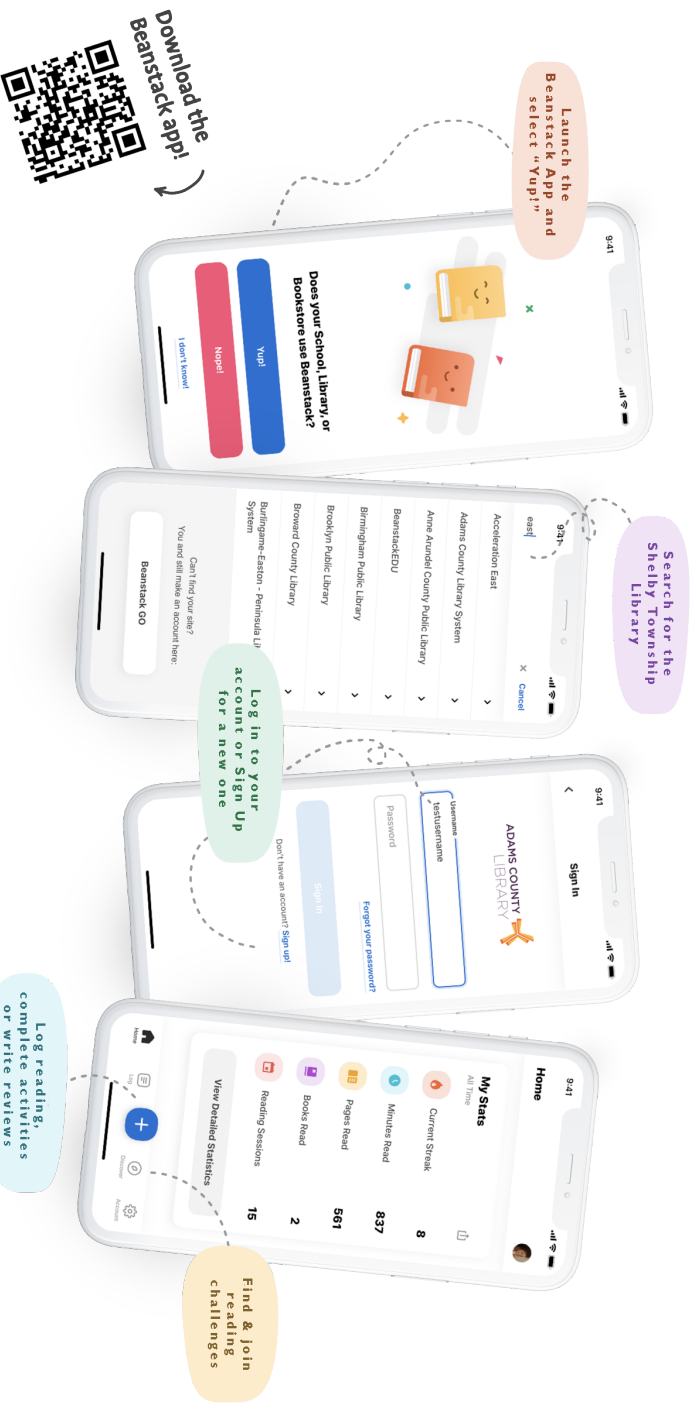 Download the
Beanstack app!
Launch the
Beanstack App and
select “Yup!”
9:41
Does your School, Library, or
Bookstore use Beanstack?
Yup!
Nope!
I don't know!
Search for the
Shelby Township
Library
9:41
east
× Cancel
Acceleration East
Adams County Library System
Anne Arundel County Public Library
BeanstackEDU
Birmingham Public Library
Brooklyn Public Library
Broward County Library
Burlingame-Easton - Peninsula Li
System
Can't find your site?
You and still make an account here:
Beanstack GO
Log in to your
account or Sign Up
for a new one
9:41
Sign In
ADAMS COUNTY
LIBRARY
Username
testusername
Password
Forgot your password?
Sign In
Don't have an account? Sign up!
9:41
Home
My Stats
All Time
Current Streak 8
Minutes Read 837
Pages Read 561
Books Read 2
Reading Sessions 15
View Detailed Statistics
Home Log Discover Account
Log reading,
complete activities
or write reviews
Find & join
reading
challenges